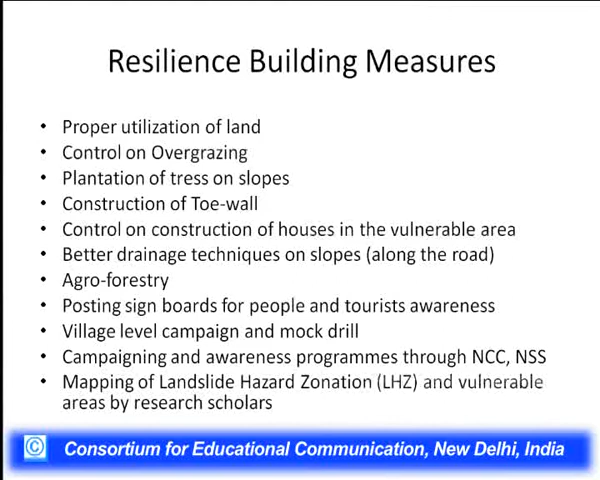 Resilience Building Measures
• Proper utilization of land
• Control on Overgrazing
• Plantation of tress on slopes
• Construction of Toe-wall
• Control on construction of houses in the vulnerable area
• Better drainage techniques on slopes (along the road)
• Agro-forestry
• Posting sign boards for people and tourists awareness
• Village level campaign and mock drill
• Campaigning and awareness programmes through NCC, NSS
• Mapping of Landslide Hazard Zonation (LHZ) and vulnerable
areas by research scholars
© Consortium for Educational Communication, New Delhi, India